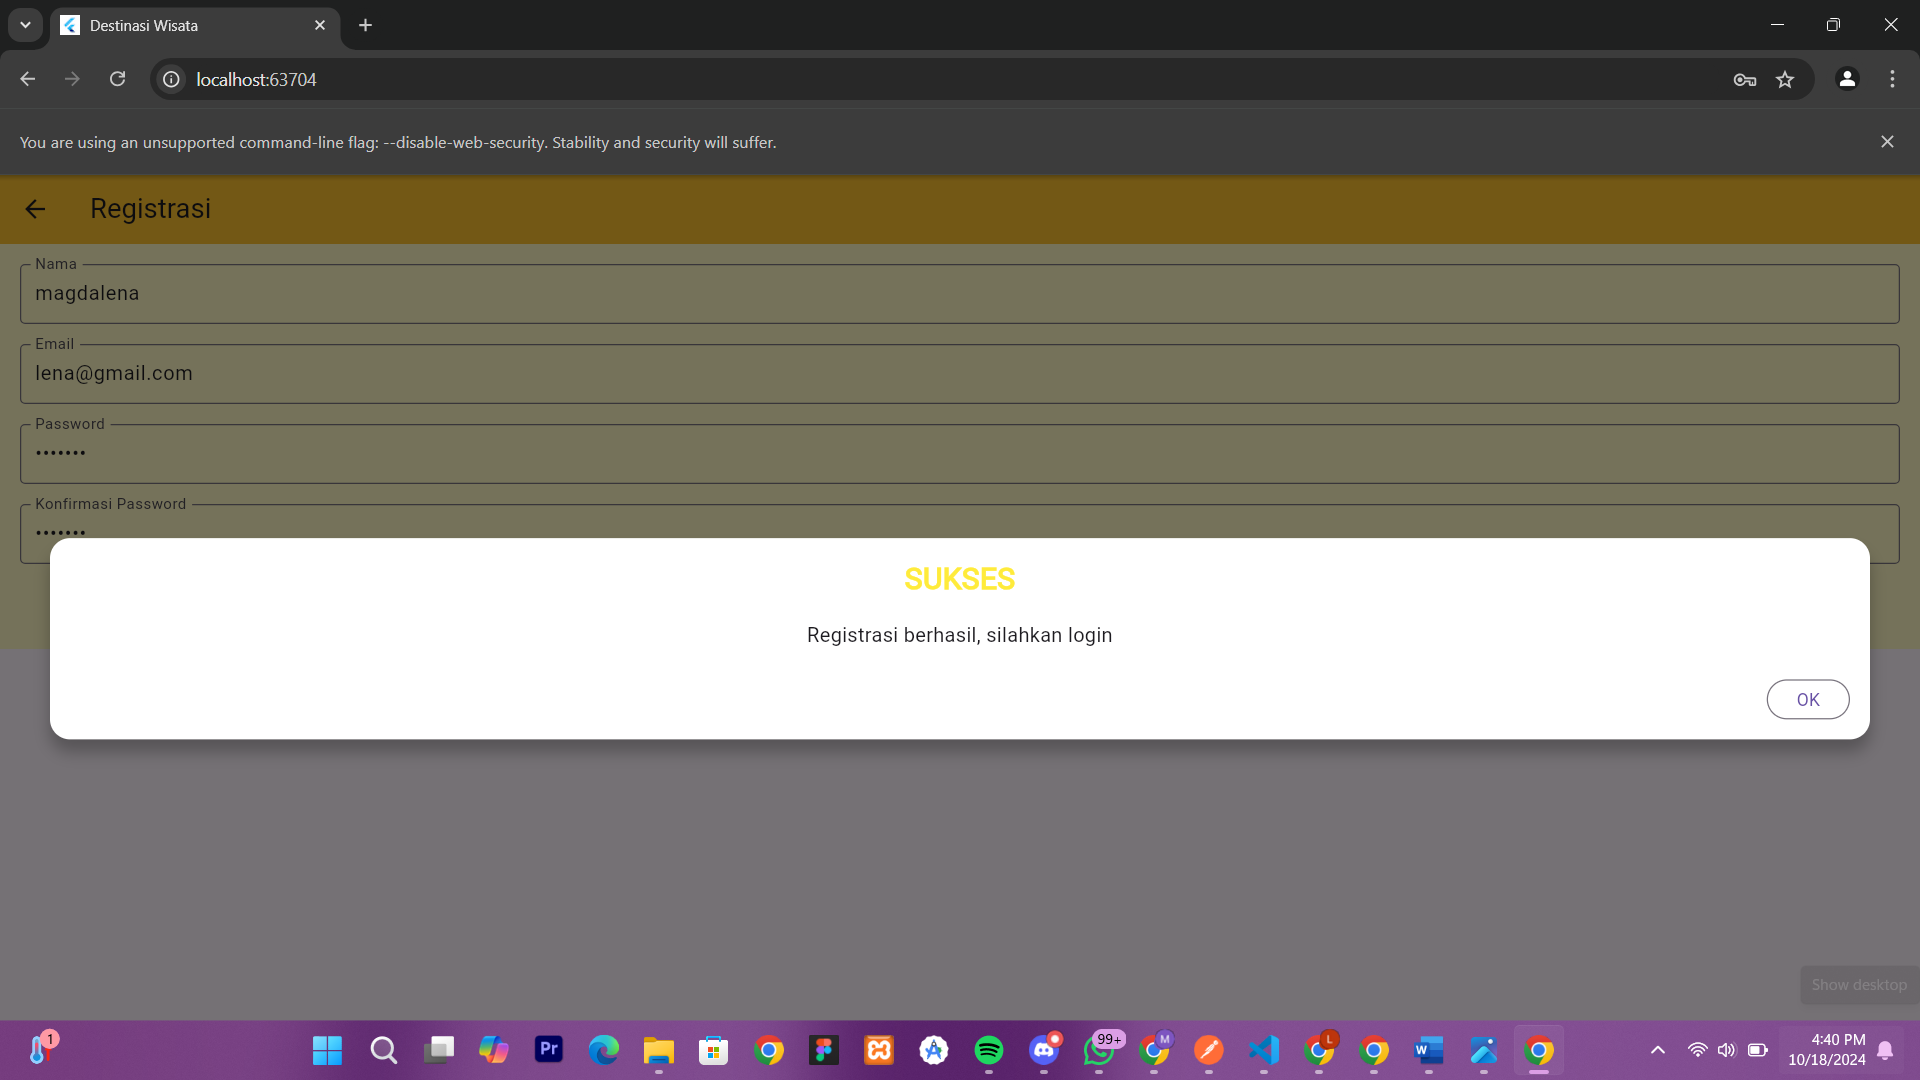 Destinasi Wisata
localhost:63704
You are using an unsupported command-line flag: --disable-web-security. Stability and security will suffer.
Registrasi
Nama
magdalena
Email
lena@gmail.com
Password
•••••••
Konfirmasi Password
•••••••
SUKSES
Registrasi berhasil, silahkan login
OK
Show desktop
1
Pr
99+
M
L
W
4:40 PM
10/18/2024